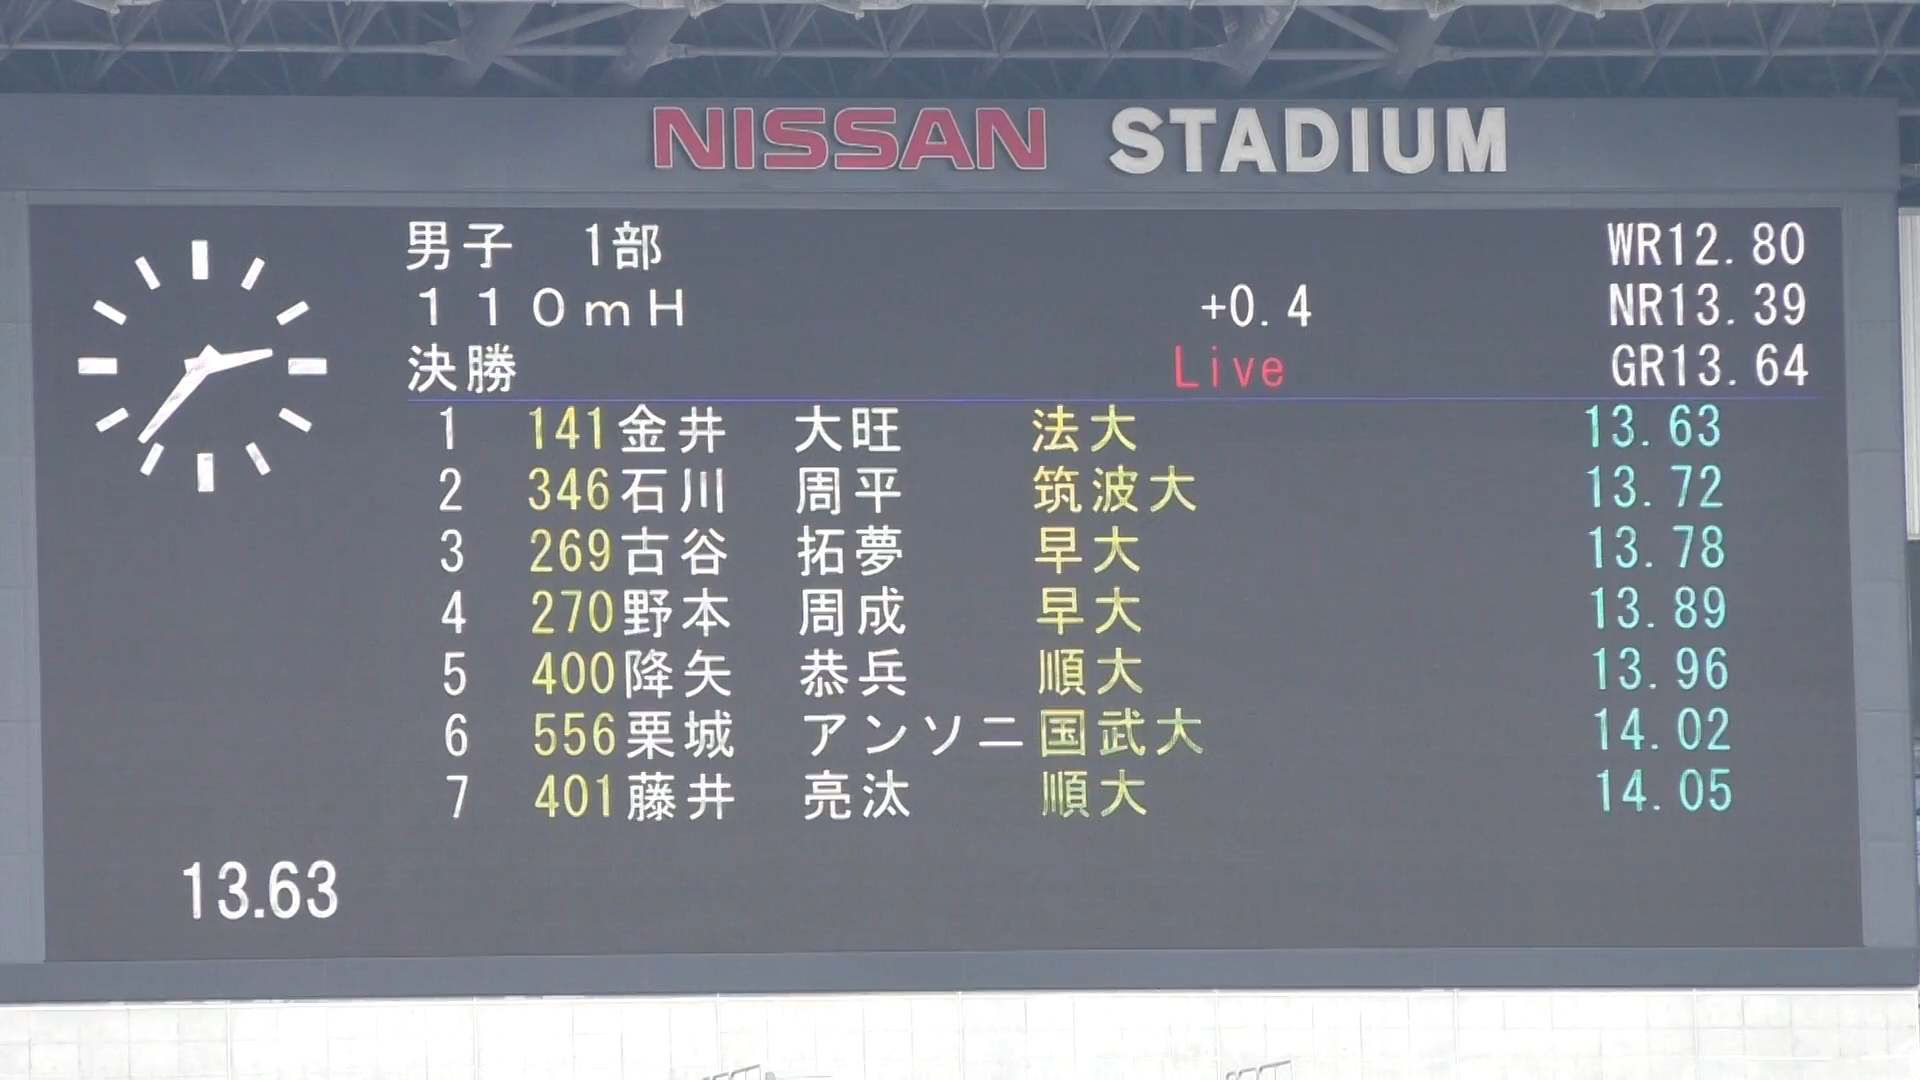 NISSAN STADIUM
男子 1部 WR12.80
110mH +0.4 NR13.39
決勝 Live GR13.64
1 141 金井 大旺 法大 13.63
2 346 石川 周平 筑波大 13.72
3 269 古谷 拓夢 早大 13.78
4 270 野本 周成 早大 13.89
5 400 降矢 恭兵 順大 13.96
6 556 栗城 アンソニ 国武大 14.02
7 401 藤井 亮汰 順大 14.05
13.63